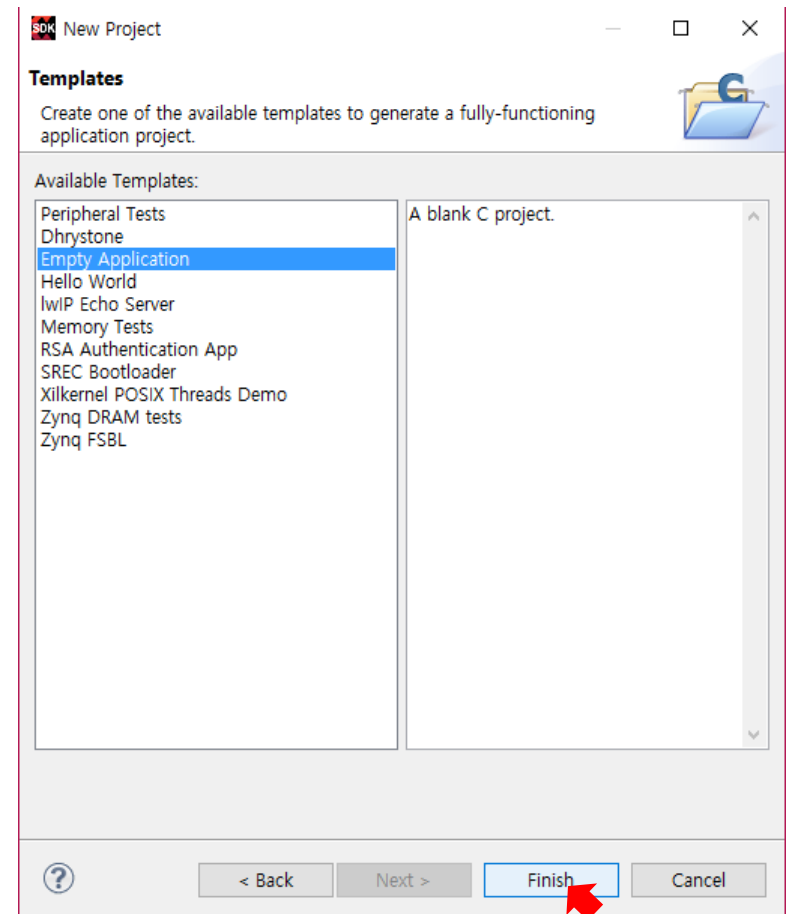 SDK New Project
Templates
Create one of the available templates to generate a fully-functioning
application project.
C
Available Templates:
Peripheral Tests
Dhrystone
Empty Application
Hello World
lwIP Echo Server
Memory Tests
RSA Authentication App
SREC Bootloader
Xilkernel POSIX Threads Demo
Zynq DRAM tests
Zynq FSBL
A blank C project.
?
< Back
Next >
Finish
Cancel